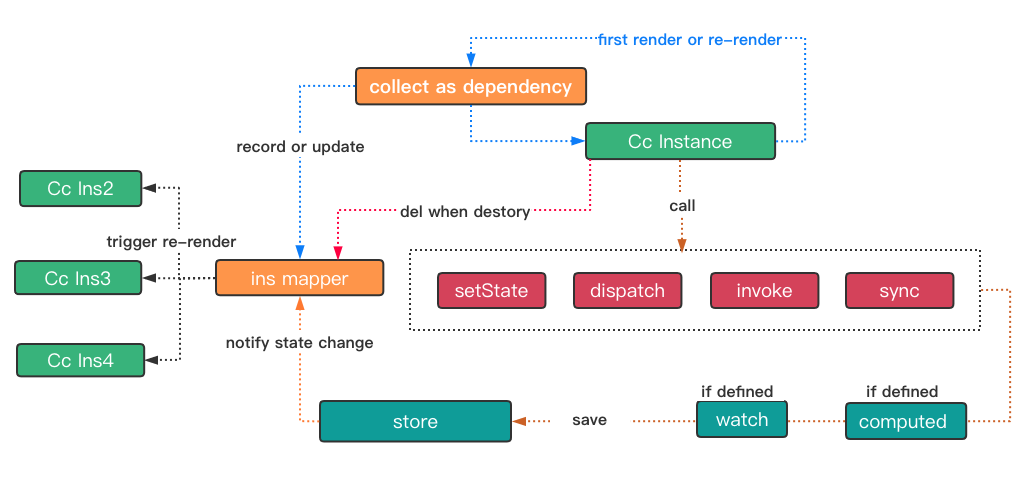 first render or re-render
collect as dependency
Cc Instance
record or update
Cc Ins2
del when destory
call
trigger re-render
Cc Ins3
ins mapper
setState
dispatch
invoke
sync
notify state change
Cc Ins4
if defined
if defined
store
save
watch
computed